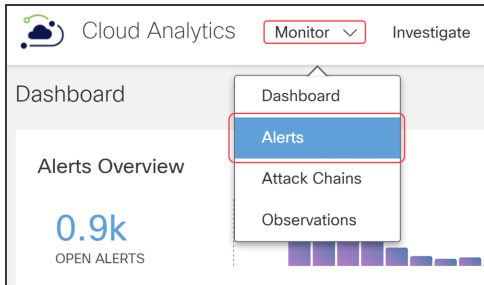 Cloud Analytics
Monitor
Investigate
Dashboard
Dashboard
Alerts
Attack Chains
Observations
Alerts Overview
0.9k
OPEN ALERTS